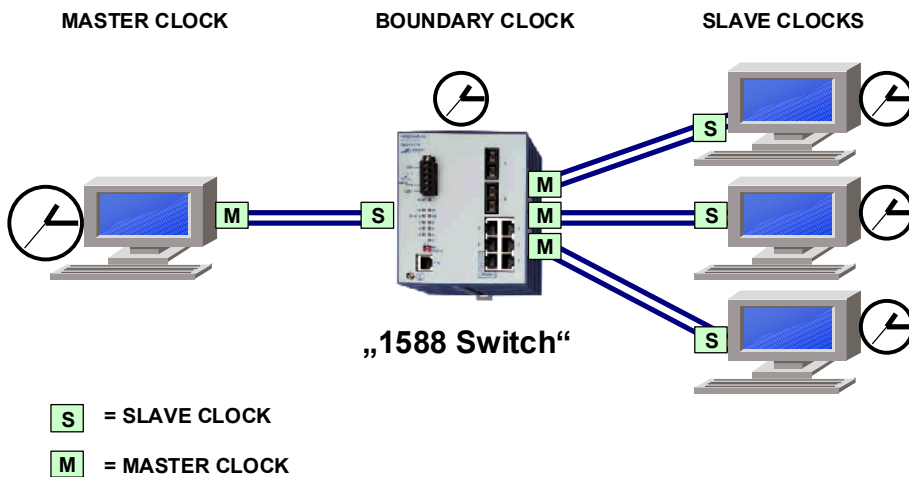 MASTER CLOCK
BOUNDARY CLOCK
SLAVE CLOCKS
S
M
M
S
M
S
M
S
„1588 Switch“
S
S = SLAVE CLOCK
M = MASTER CLOCK